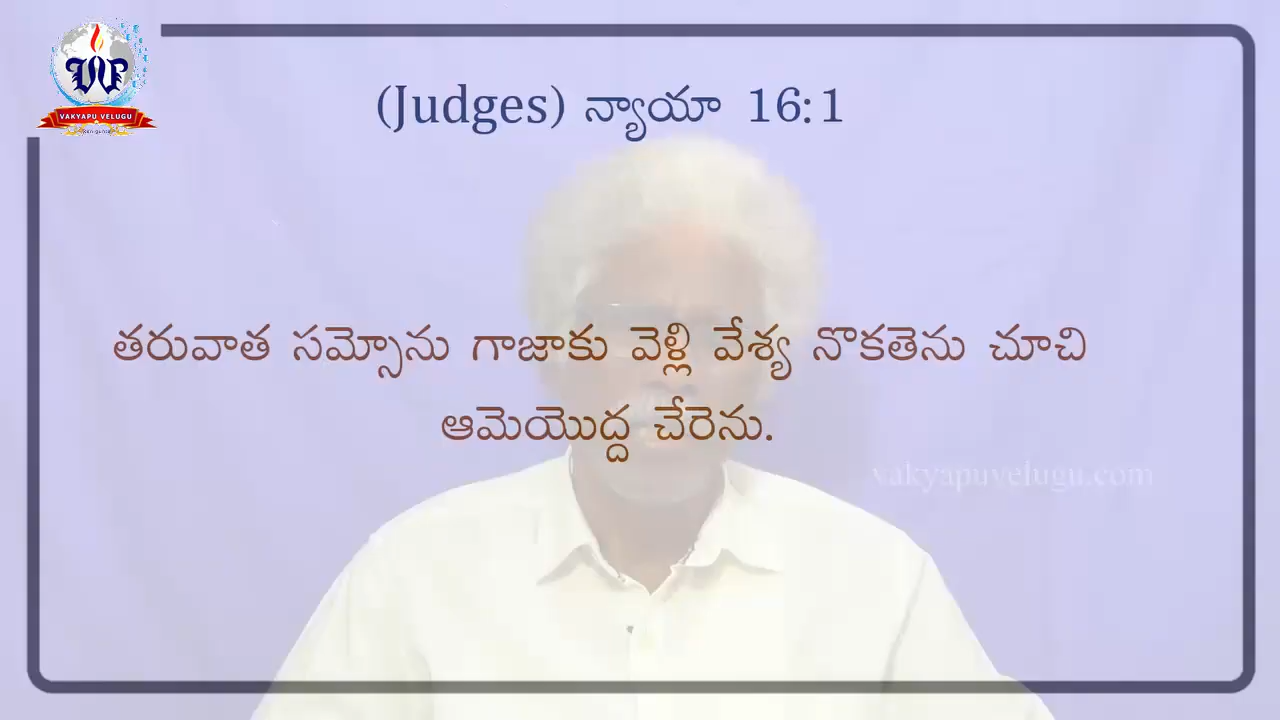 VAKYAPU VELUGU
(Judges) న్యాయా 16:1
తరువాత సమ్సోను గాజాకు వెళ్లి వేశ్య నొకతెను చూచి
ఆమెయొద్ద చేరెను.
vakyapuvelugu.com